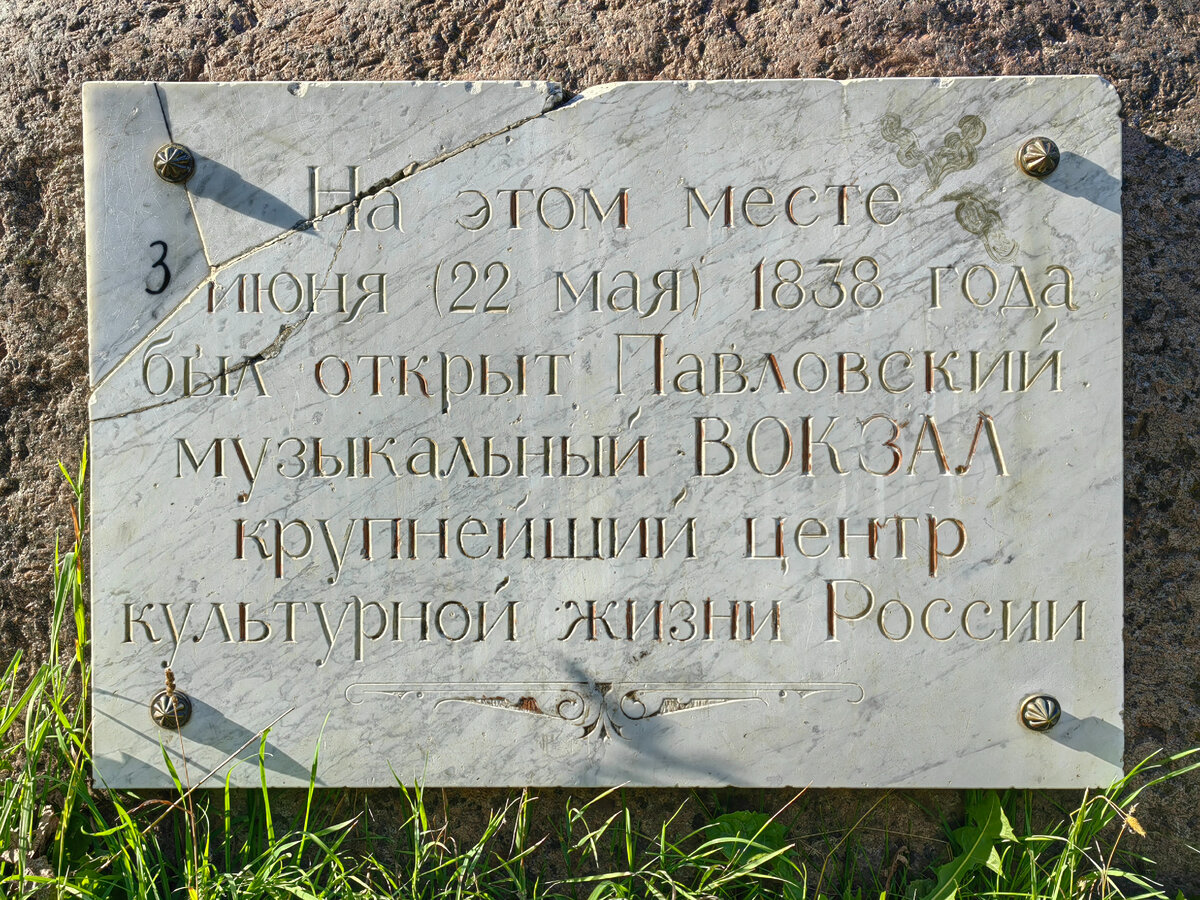 На этом месте
3 июня (22 мая) 1838 года
был открыт Павловский
музыкальный ВОКЗАЛ
крупнейший центр
культурной жизни России